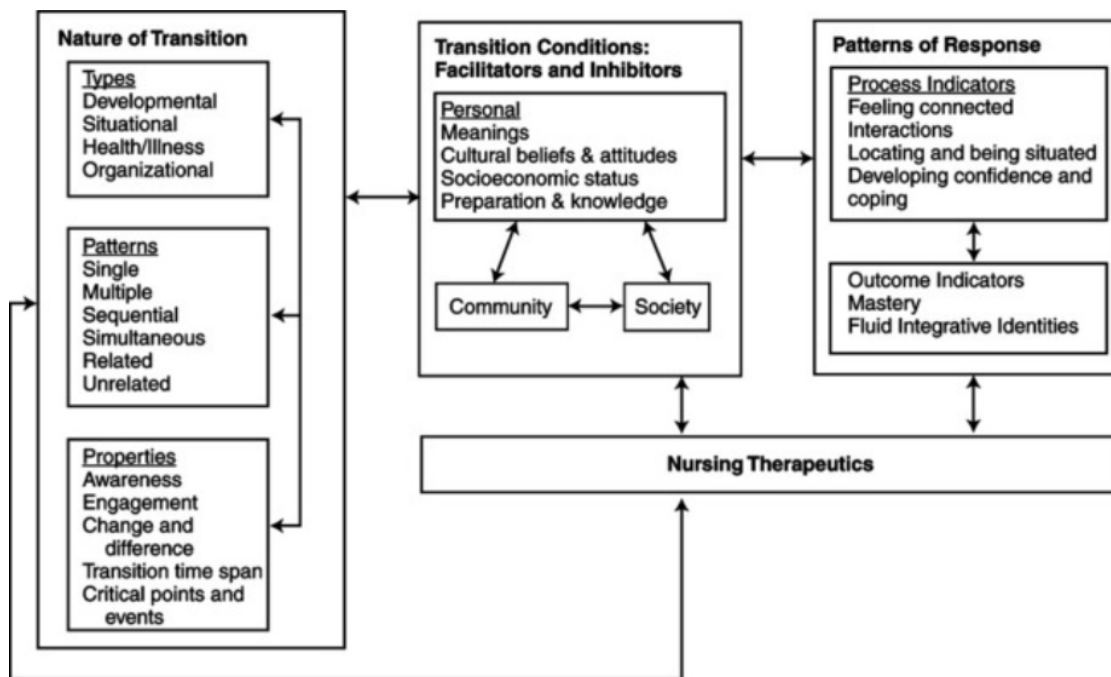 Nature of Transition
Types
Developmental
Situational
Health/Illness
Organizational
Patterns
Single
Multiple
Sequential
Simultaneous
Related
Unrelated
Properties
Awareness
Engagement
Change and
difference
Transition time span
Critical points and
events
Transition Conditions:
Facilitators and Inhibitors
Personal
Meanings
Cultural beliefs & attitudes
Socioeconomic status
Preparation & knowledge
Community
Society
Patterns of Response
Process Indicators
Feeling connected
Interactions
Locating and being situated
Developing confidence and
coping
Outcome Indicators
Mastery
Fluid Integrative Identities
Nursing Therapeutics